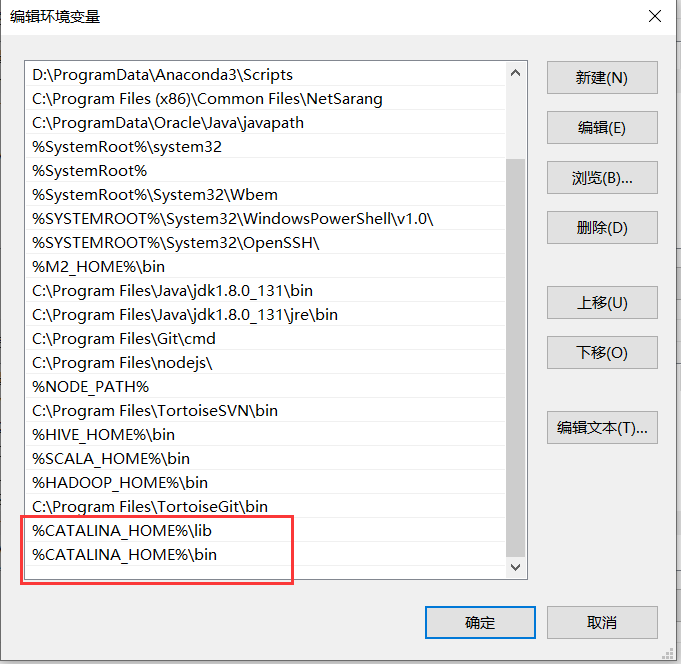 编辑环境变量
D:\ProgramData\Anaconda3\Scripts
C:\Program Files (x86)\Common Files\NetSarang
C:\ProgramData\Oracle\Java\javapath
%SystemRoot%\system32
%SystemRoot%
%SystemRoot%\System32\Wbem
%SYSTEMROOT%\System32\WindowsPowerShell\v1.0\
%SYSTEMROOT%\System32\OpenSSH\
%M2_HOME%\bin
C:\Program Files\Java\jdk1.8.0_131\bin
C:\Program Files\Java\jdk1.8.0_131\jre\bin
C:\Program Files\Git\cmd
C:\Program Files\nodejs\
%NODE_PATH%
C:\Program Files\TortoiseSVN\bin
%HIVE_HOME%\bin
%SCALA_HOME%\bin
%HADOOP_HOME%\bin
C:\Program Files\TortoiseGit\bin
%CATALINA_HOME%\lib
%CATALINA_HOME%\bin
新建(N)
编辑(E)
浏览(B)...
删除(D)
上移(U)
下移(O)
编辑文本(T)...
确定
取消